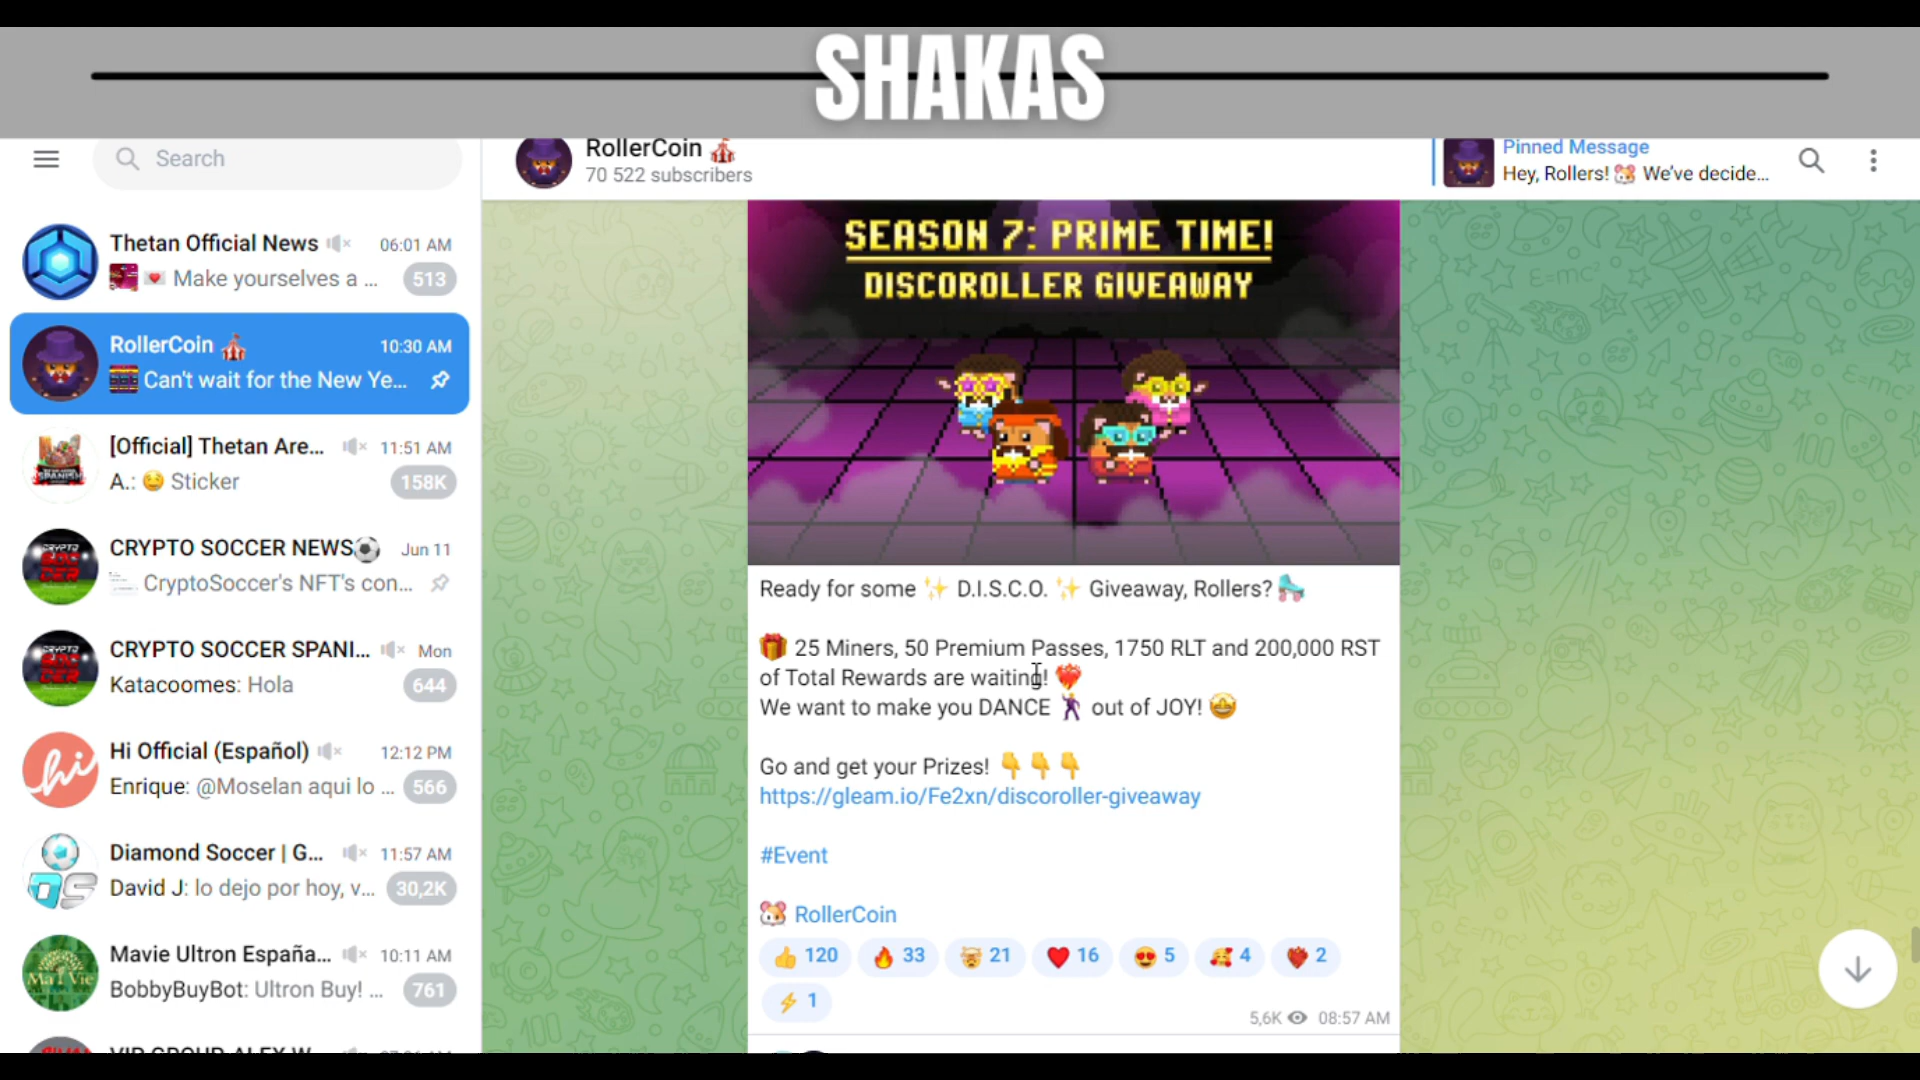 SHAKAS
Search
RollerCoin 🎪
70 522 subscribers
Pinned Message
Hey, Rollers! 🐹 We've decide...
Thetan Official News
06:01 AM
💌 Make yourselves a ...
513
RollerCoin 🎪
10:30 AM
Can't wait for the New Ye...
[Official] Thetan Are...
11:51 AM
A.: Sticker
158K
CRYPTO SOCCER NEWS⚽
Jun 11
CryptoSoccer's NFT's con...
CRYPTO SOCCER SPANI...
Mon
Katacoomes: Hola
644
Hi Official (Español)
12:12 PM
Enrique: @Moselan aqui lo ...
566
Diamond Soccer | G...
11:57 AM
David J: lo dejo por hoy, v...
30,2K
Mavie Ultron España...
10:11 AM
BobbyBuyBot: Ultron Buy! ...
761
SEASON 7: PRIME TIME!
DISCOROLLER GIVEAWAY
Ready for some ✨ D.I.S.C.O. ✨ Giveaway, Rollers? 🛼
🎁 25 Miners, 50 Premium Passes, 1750 RLT and 200,000 RST
of Total Rewards are waiting! ❤️‍🔥
We want to make you DANCE 🕺 out of JOY! 🤩
Go and get your Prizes! 👇👇👇
https://gleam.io/Fe2xn/discoroller-giveaway
#Event
🐹 RollerCoin
👍 120 🔥 33 🤯 21 ❤️ 16 😍 5 🥰 4 ❤️‍🔥 2
⚡ 1
5,6K 08:57 AM